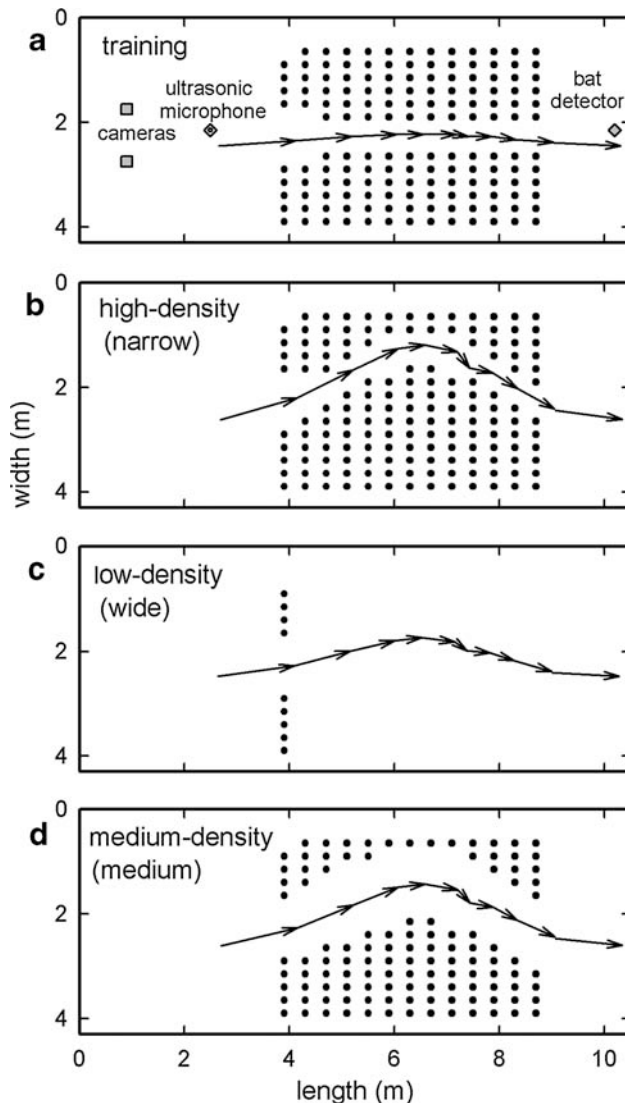 a training
ultrasonic
microphone
cameras
bat
detector
0
2
4
b high-density
(narrow)
0
2
4
width (m)
c low-density
(wide)
0
2
4
d medium-density
(medium)
0
2
4
0 2 4 6 8 10
length (m)